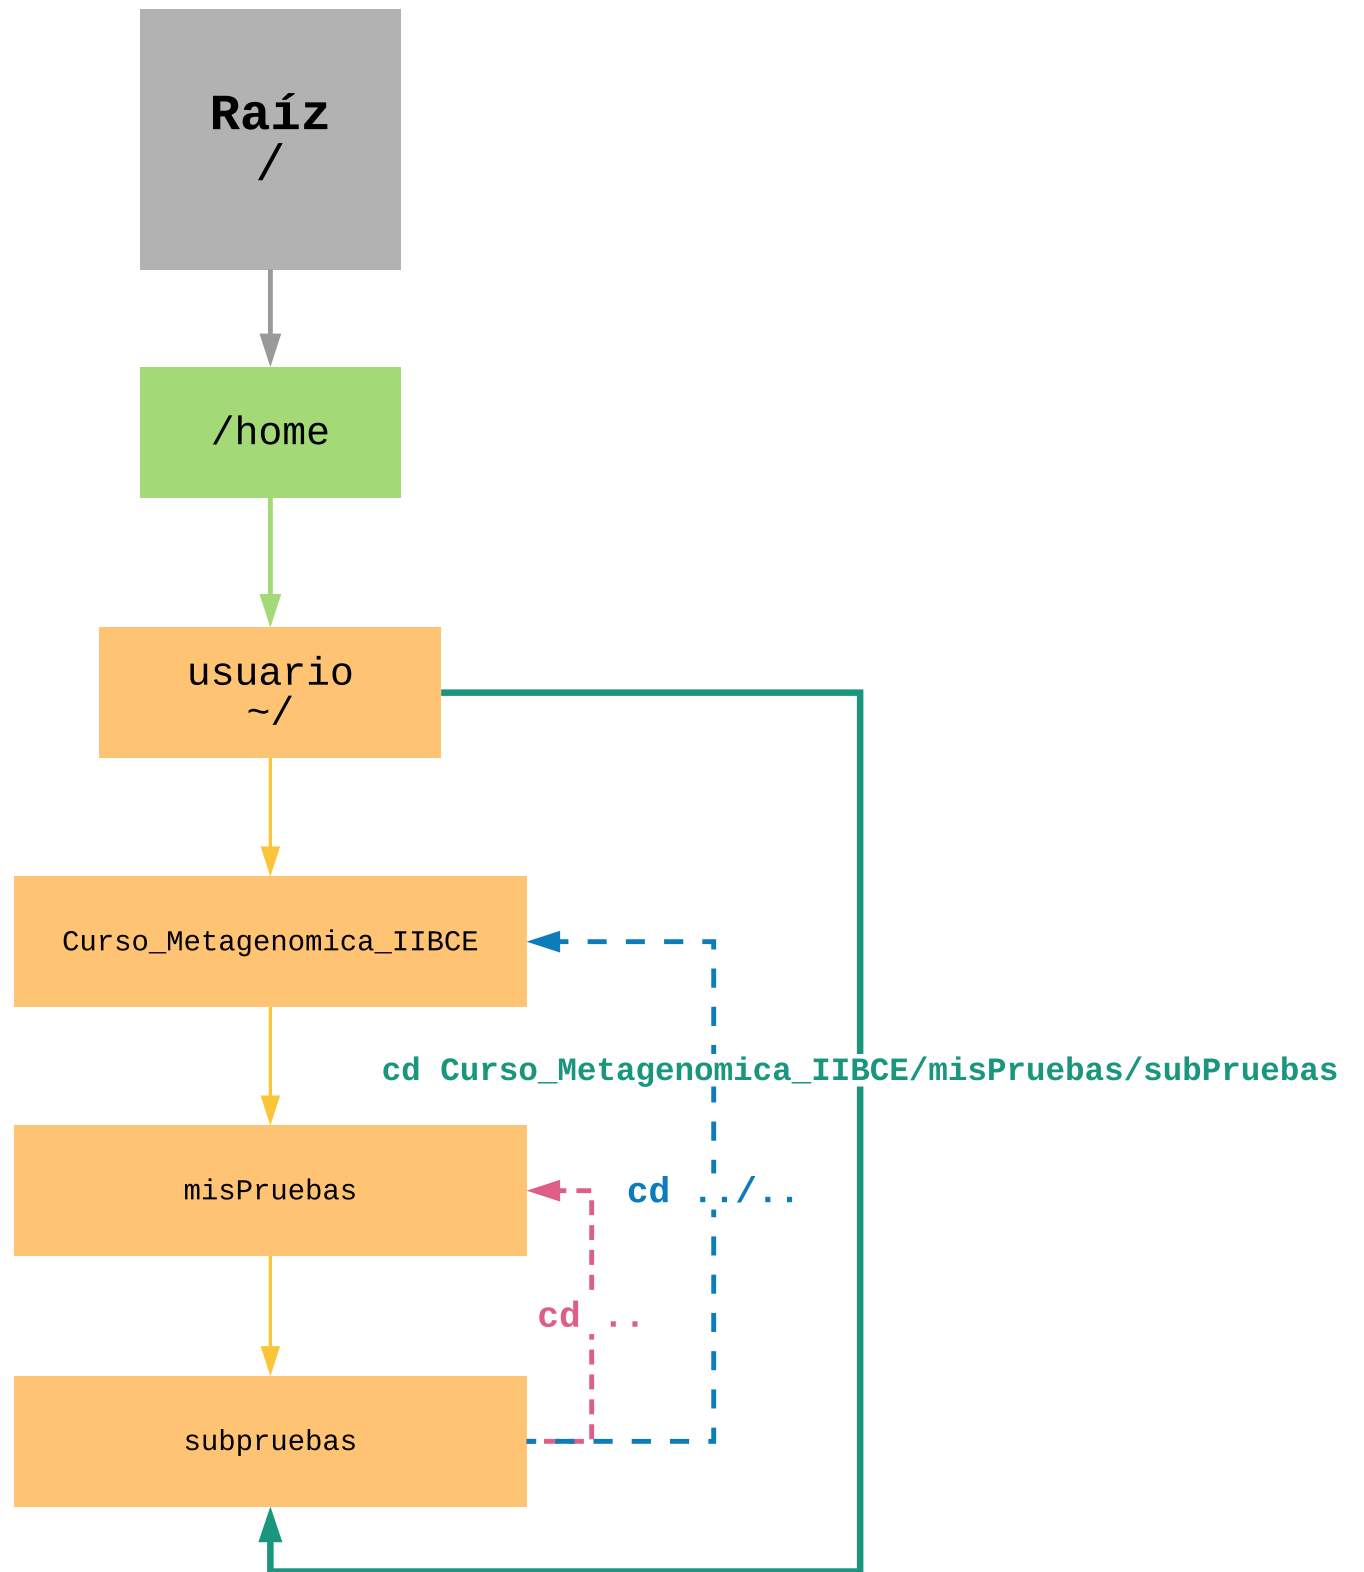 Raíz
/
/home
usuario
~/
Curso_Metagenomica_IIBCE
cd Curso_Metagenomica_IIBCE/misPruebas/subPruebas
misPruebas
cd ../..
cd ..
subpruebas